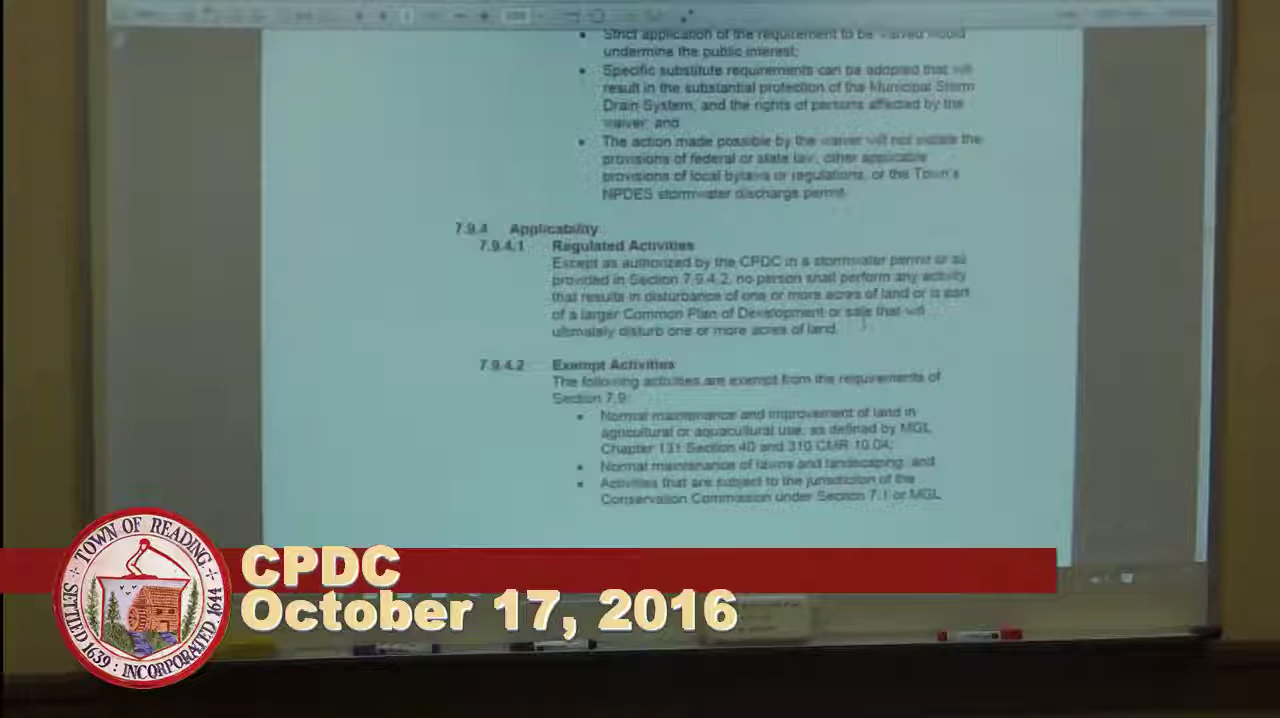 Strict application of the requirement to be waived would
undermine the public interest;
• Specific substitute requirements can be adopted that will
result in the substantial protection of the Municipal Storm
Drain System, and the rights of persons affected by the
waiver; and
• The action made possible by the waiver will not violate the
provisions of federal or state law, other applicable
provisions of local bylaws or regulations, or the Town's
NPDES stormwater discharge permit.
7.9.4 Applicability
7.9.4.1 Regulated Activities
Except as authorized by the CPDC in a stormwater permit or as
provided in Section 7.9.4.2, no person shall perform any activity
that results in disturbance of one or more acres of land or is part
of a larger Common Plan of Development or sale that will
ultimately disturb one or more acres of land.
7.9.4.2 Exempt Activities
The following activities are exempt from the requirements of
Section 7.9:
• Normal maintenance and improvement of land in
agricultural or aquacultural use, as defined by MGL
Chapter 131 Section 40 and 310 CMR 10.04;
• Normal maintenance of lawns and landscaping; and
• Activities that are subject to the jurisdiction of the
Conservation Commission under Section 7.1 or MGL
TOWN OF READING
SETTLED 1639 : INCORPORATED 1644
CPDC
October 17, 2016